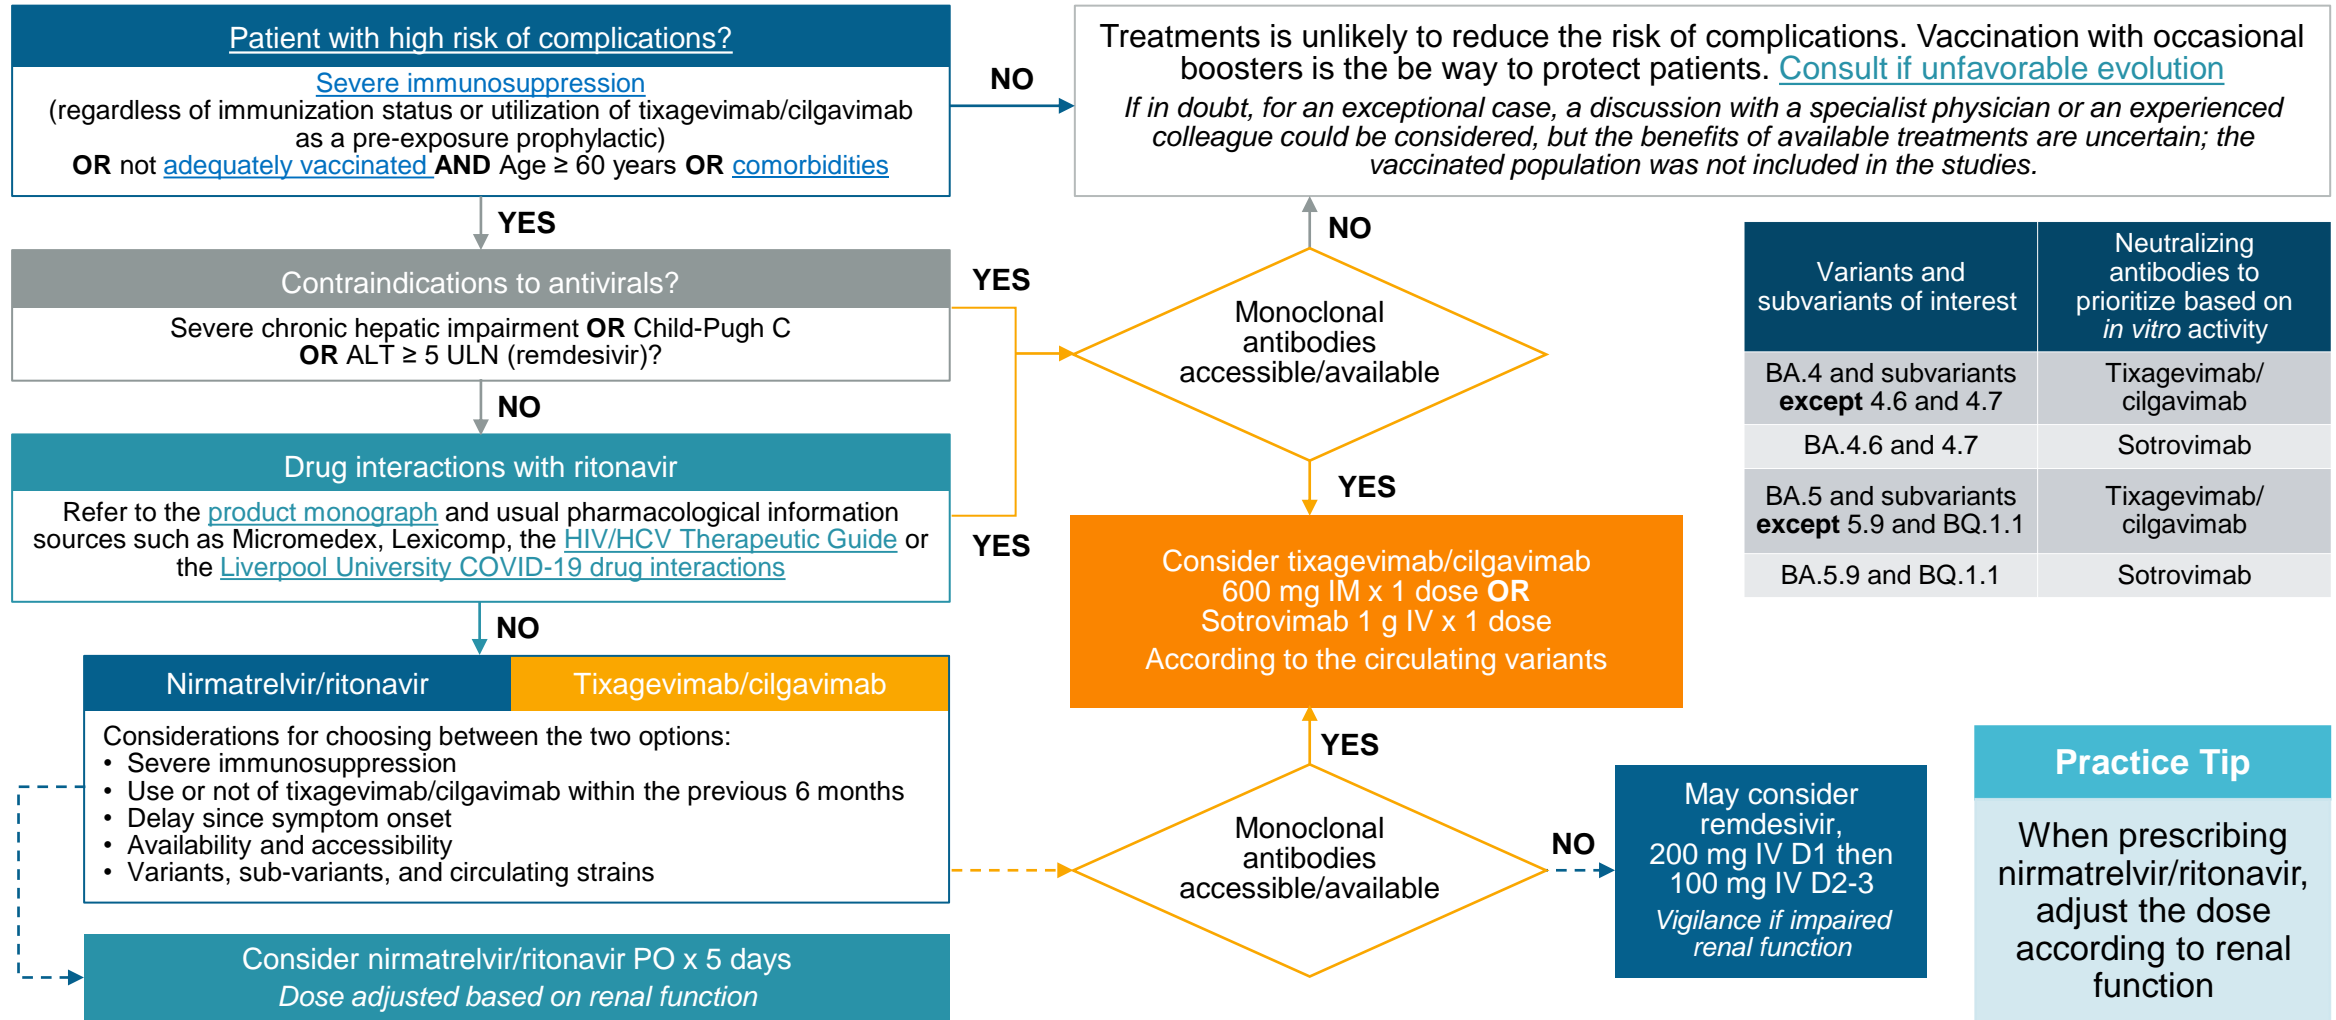 Patient with high risk of complications?
Severe immunosuppression
(regardless of immunization status or utilization of tixagevimab/cilgavimab
as a pre-exposure prophylactic)
OR not adequately vaccinated AND Age ≥ 60 years OR comorbidities
NO
Treatments is unlikely to reduce the risk of complications. Vaccination with occasional
boosters is the be way to protect patients. Consult if unfavorable evolution
If in doubt, for an exceptional case, a discussion with a specialist physician or an experienced
colleague could be considered, but the benefits of available treatments are uncertain; the
vaccinated population was not included in the studies.
YES
Contraindications to antivirals?
Severe chronic hepatic impairment OR Child-Pugh C
OR ALT ≥ 5 ULN (remdesivir)?
YES
NO
Monoclonal
antibodies
accessible/available
NO
Drug interactions with ritonavir
Refer to the product monograph and usual pharmacological information
sources such as Micromedex, Lexicomp, the HIV/HCV Therapeutic Guide or
the Liverpool University COVID-19 drug interactions
YES
YES
Consider tixagevimab/cilgavimab
600 mg IM x 1 dose OR
Sotrovimab 1 g IV x 1 dose
According to the circulating variants
Variants and
subvariants of interest
Neutralizing
antibodies to
prioritize based on
in vitro activity
BA.4 and subvariants
except 4.6 and 4.7
Tixagevimab/
cilgavimab
BA.4.6 and 4.7
Sotrovimab
BA.5 and subvariants
except 5.9 and BQ.1.1
Tixagevimab/
cilgavimab
BA.5.9 and BQ.1.1
Sotrovimab
NO
Nirmatrelvir/ritonavir
Tixagevimab/cilgavimab
Considerations for choosing between the two options:
• Severe immunosuppression
• Use or not of tixagevimab/cilgavimab within the previous 6 months
• Delay since symptom onset
• Availability and accessibility
• Variants, sub-variants, and circulating strains
YES
Monoclonal
antibodies
accessible/available
NO
May consider
remdesivir,
200 mg IV D1 then
100 mg IV D2-3
Vigilance if impaired
renal function
Consider nirmatrelvir/ritonavir PO x 5 days
Dose adjusted based on renal function
Practice Tip
When prescribing
nirmatrelvir/ritonavir,
adjust the dose
according to renal
function